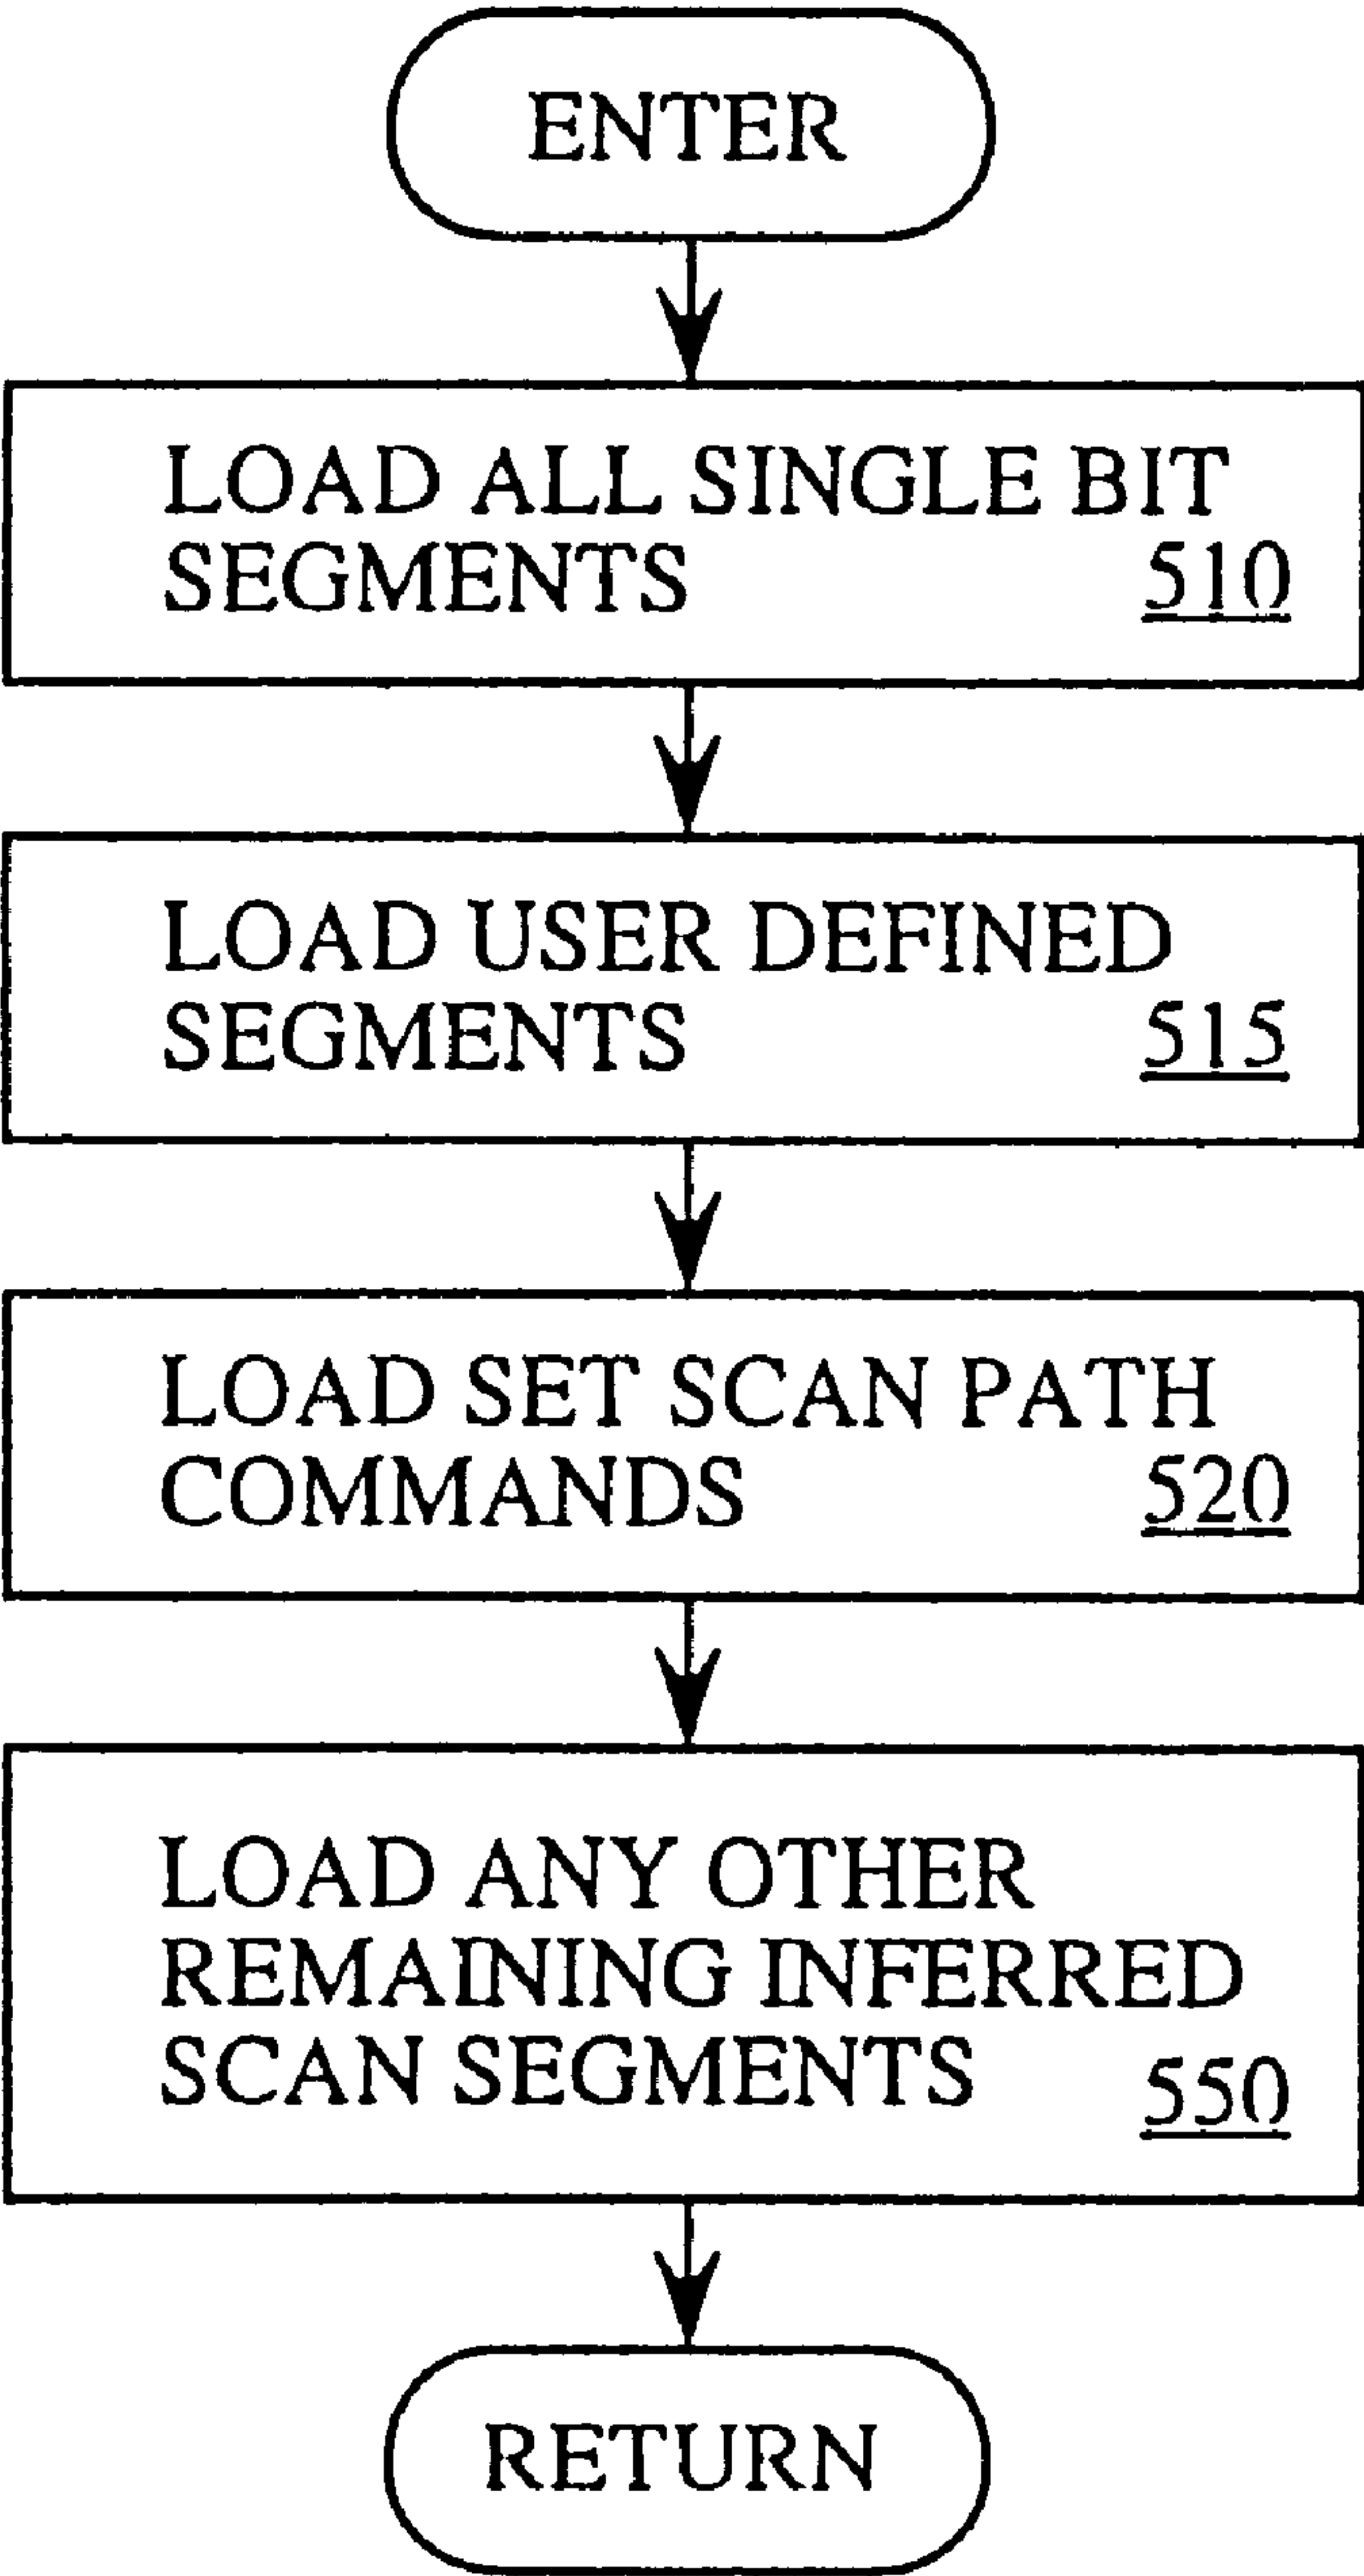 ENTER
LOAD ALL SINGLE BIT
SEGMENTS 510
LOAD USER DEFINED
SEGMENTS 515
LOAD SET SCAN PATH
COMMANDS 520
LOAD ANY OTHER
REMAINING INFERRED
SCAN SEGMENTS 550
RETURN